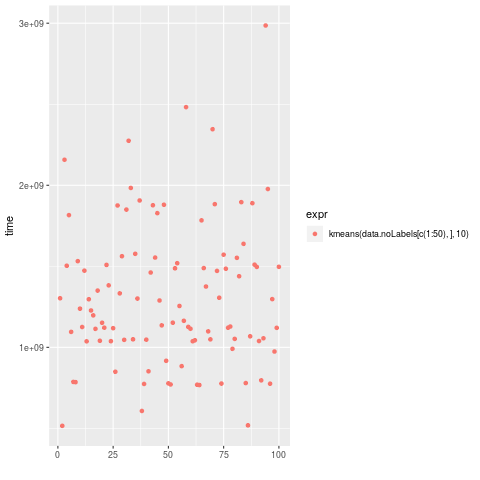 3e+09
2e+09
1e+09
time
0
25
50
75
100
expr
kmeans(data.noLabels[c(1:50), ], 10)